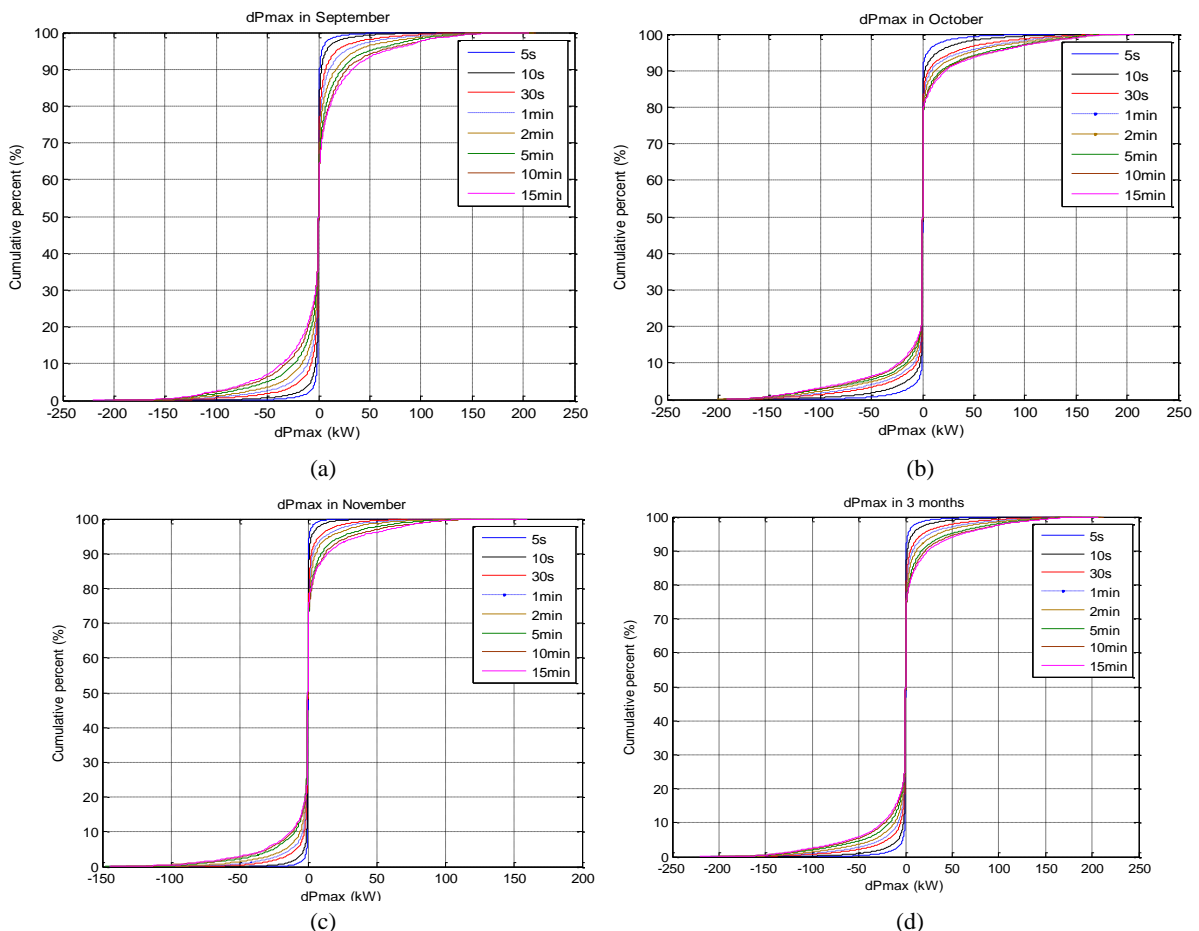 dPmax in September
100
90
80
70
60
50
40
30
20
10
0
Cumulative percent (%)
-250 -200 -150 -100 -50 0 50 100 150 200 250
dPmax (kW)
5s
10s
30s
1min
2min
5min
10min
15min
(a)
dPmax in October
100
90
80
70
60
50
40
30
20
10
0
Cumulative percent (%)
-250 -200 -150 -100 -50 0 50 100 150 200 250
dPmax (kW)
5s
10s
30s
1min
2min
5min
10min
15min
(b)
dPmax in November
100
90
80
70
60
50
40
30
20
10
0
Cumulative percent (%)
-150 -100 -50 0 50 100 150 200
dPmax (kW)
5s
10s
30s
1min
2min
5min
10min
15min
(c)
dPmax in 3 months
100
90
80
70
60
50
40
30
20
10
0
Cumulative percent (%)
-250 -200 -150 -100 -50 0 50 100 150 200 250
dPmax (kW)
5s
10s
30s
1min
2min
5min
10min
15min
(d)